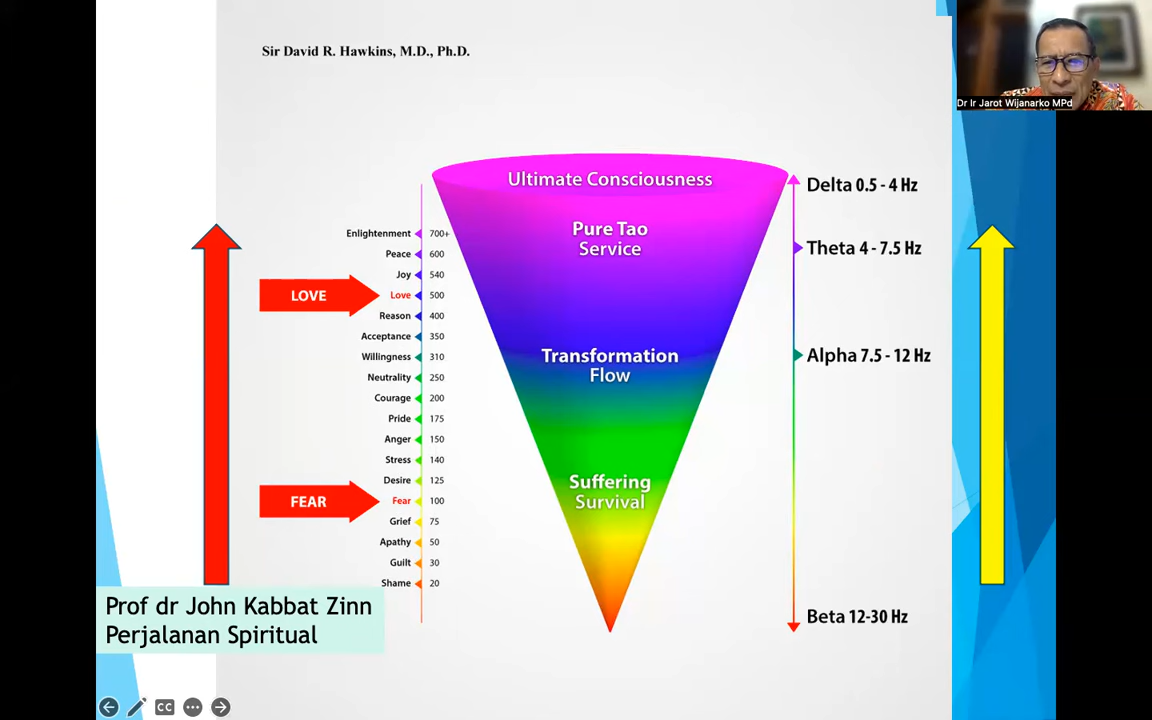 Sir David R. Hawkins, M.D., Ph.D.
Dr Ir Jarot Wijanarko MPd
Ultimate Consciousness
Delta 0.5 - 4 Hz
Pure Tao
Service
Theta 4 - 7.5 Hz
Enlightenment 700+
Peace 600
Joy 540
LOVE
Love 500
Reason 400
Acceptance 350
Willingness 310
Neutrality 250
Courage 200
Pride 175
Anger 150
Stress 140
Desire 125
FEAR
Fear 100
Grief 75
Apathy 50
Guilt 30
Shame 20
Transformation
Flow
Alpha 7.5 - 12 Hz
Suffering
Survival
Beta 12-30 Hz
Prof dr John Kabbat Zinn
Perjalanan Spiritual
CC